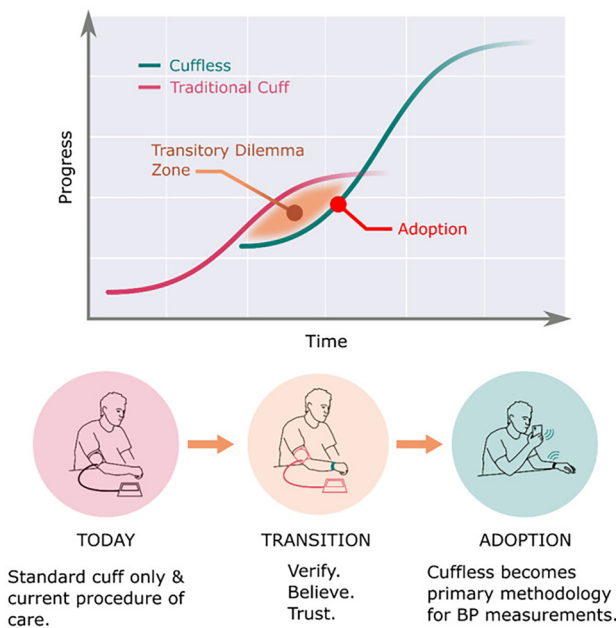 Cuffless
Traditional Cuff
Transitory Dilemma
Zone
Adoption
Progress
Time
TODAY
Standard cuff only &
current procedure of
care.
TRANSITION
Verify.
Believe.
Trust.
ADOPTION
Cuffless becomes
primary methodology
for BP measurements.